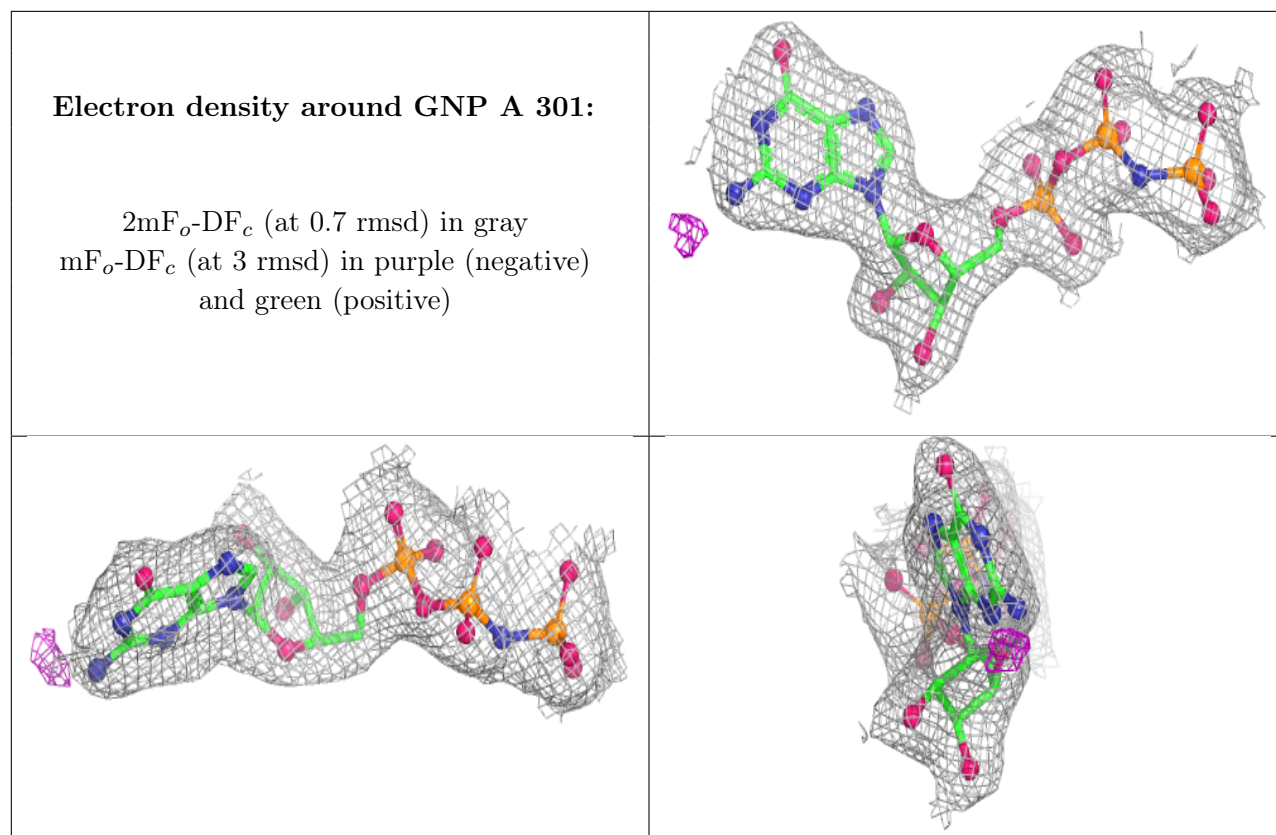 Electron density around GNP A 301:
2mFo-DFc (at 0.7 rmsd) in gray
mFo-DFc (at 3 rmsd) in purple (negative)
and green (positive)